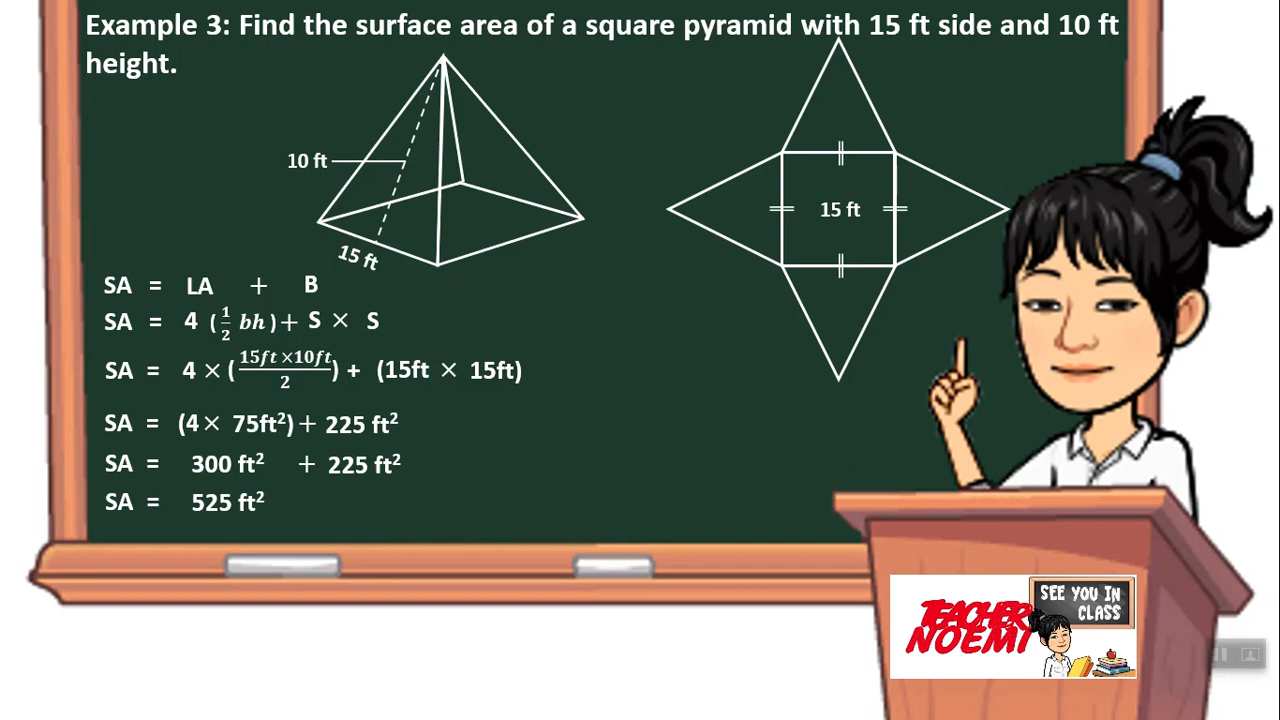 Example 3: Find the surface area of a square pyramid with 15 ft side and 10 ft
height.
10 ft
15 ft
15 ft
SA = LA + B
SA = 4 (1/2 bh) + S × S
SA = 4 × (15ft ×10ft/2) + (15ft × 15ft)
SA = (4× 75ft²) + 225 ft²
SA = 300 ft² + 225 ft²
SA = 525 ft²
SEE YOU IN
CLASS
TEACHER
NOEMI